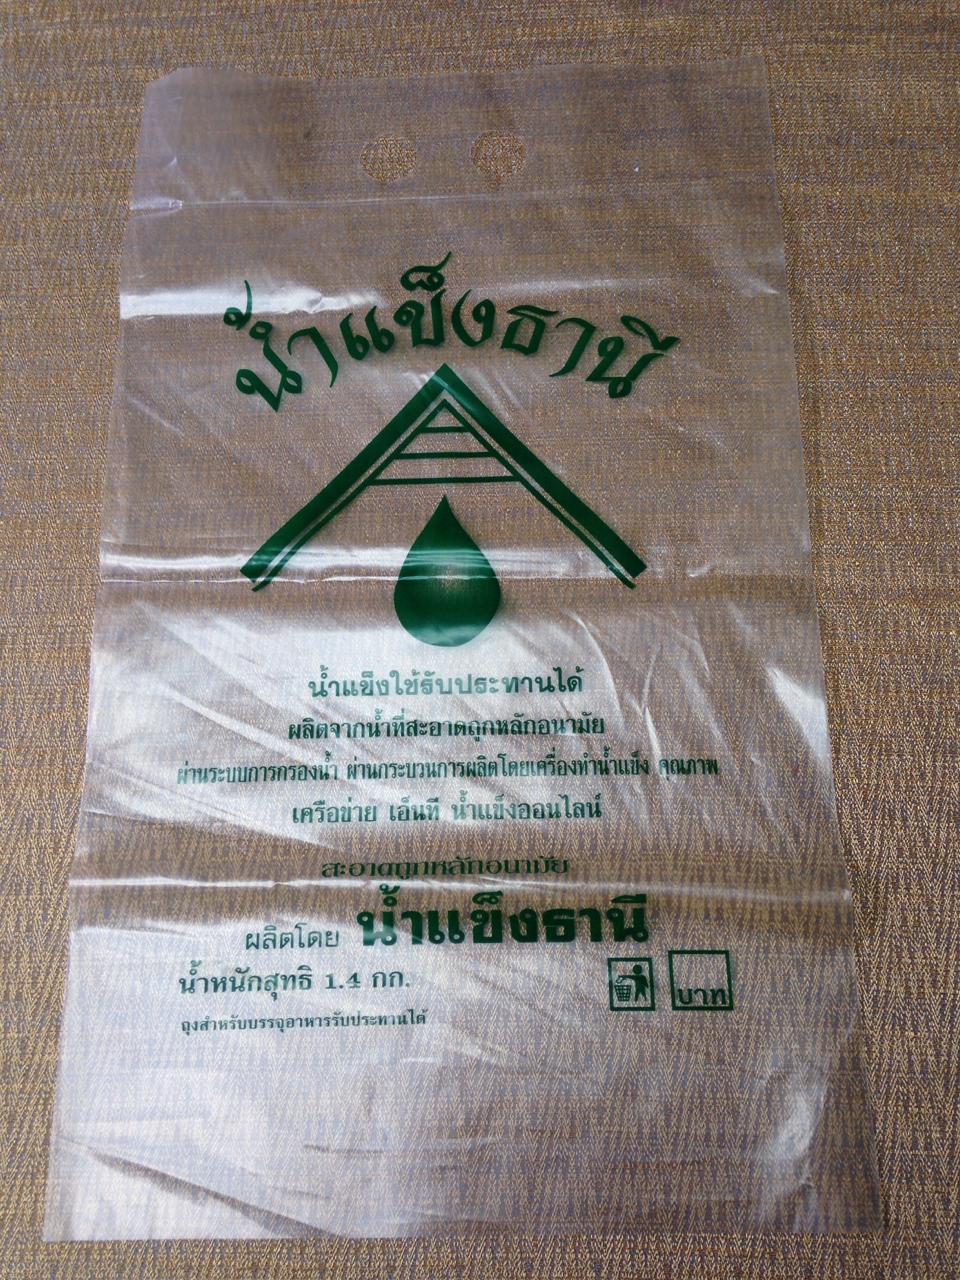 น้ำแข็งธานี
น้ำแข็งใช้รับประทานได้
ผลิตจากน้ำที่สะอาดถูกหลักอนามัย
ผ่านระบบการกรองน้ำ ผ่านกระบวนการผลิตโดยเครื่องทำน้ำแข็ง คุณภาพ
เครือข่าย เอ็นที น้ำแข็งออนไลน์
สะอาดถูกหลักอนามัย
ผลิตโดย น้ำแข็งธานี
น้ำหนักสุทธิ 1.4 กก.
บาท
ถุงสำหรับบรรจุอาหารรับประทานได้